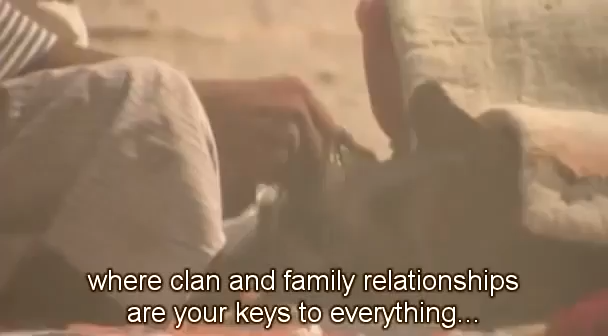 where clan and family relationships
are your keys to everything...